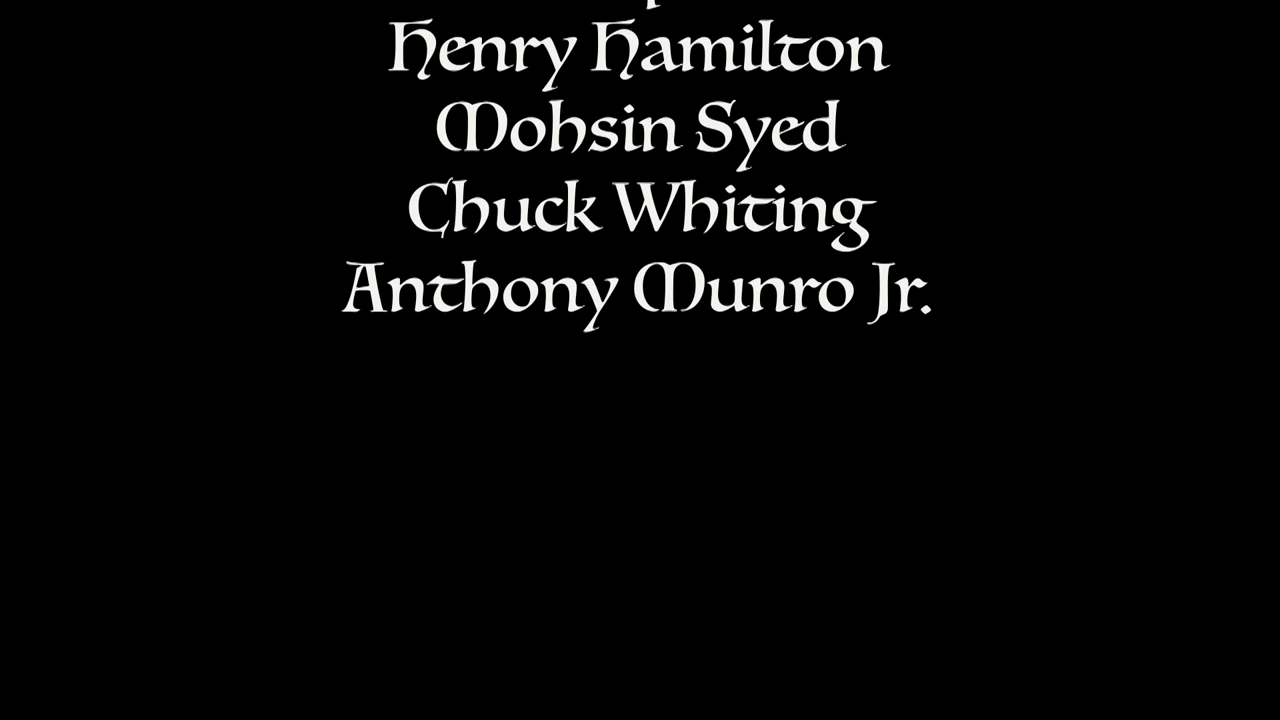 Henry Hamilton
Mohsin Syed
Chuck Whiting
Anthony Munro Jr.